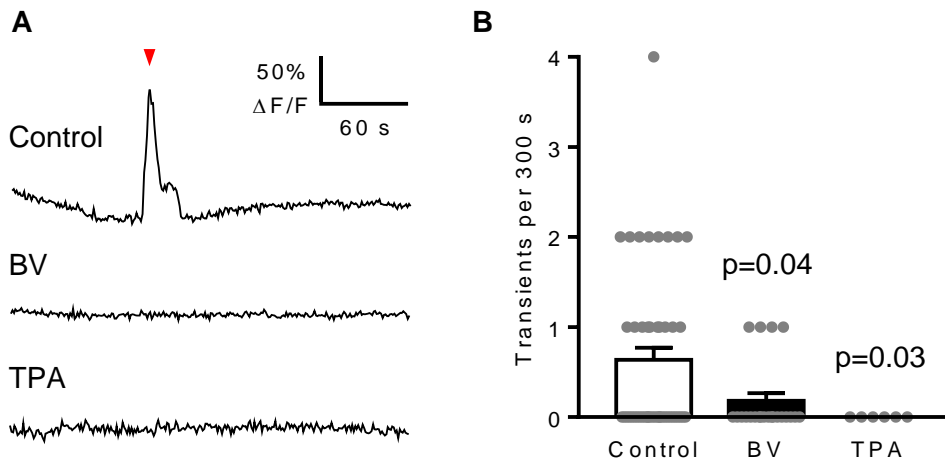 A
50%
ΔF/F
60 s
Control
BV
TPA
B
Transients per 300 s
4
3
2
1
0
p=0.04
p=0.03
Control BV TPA